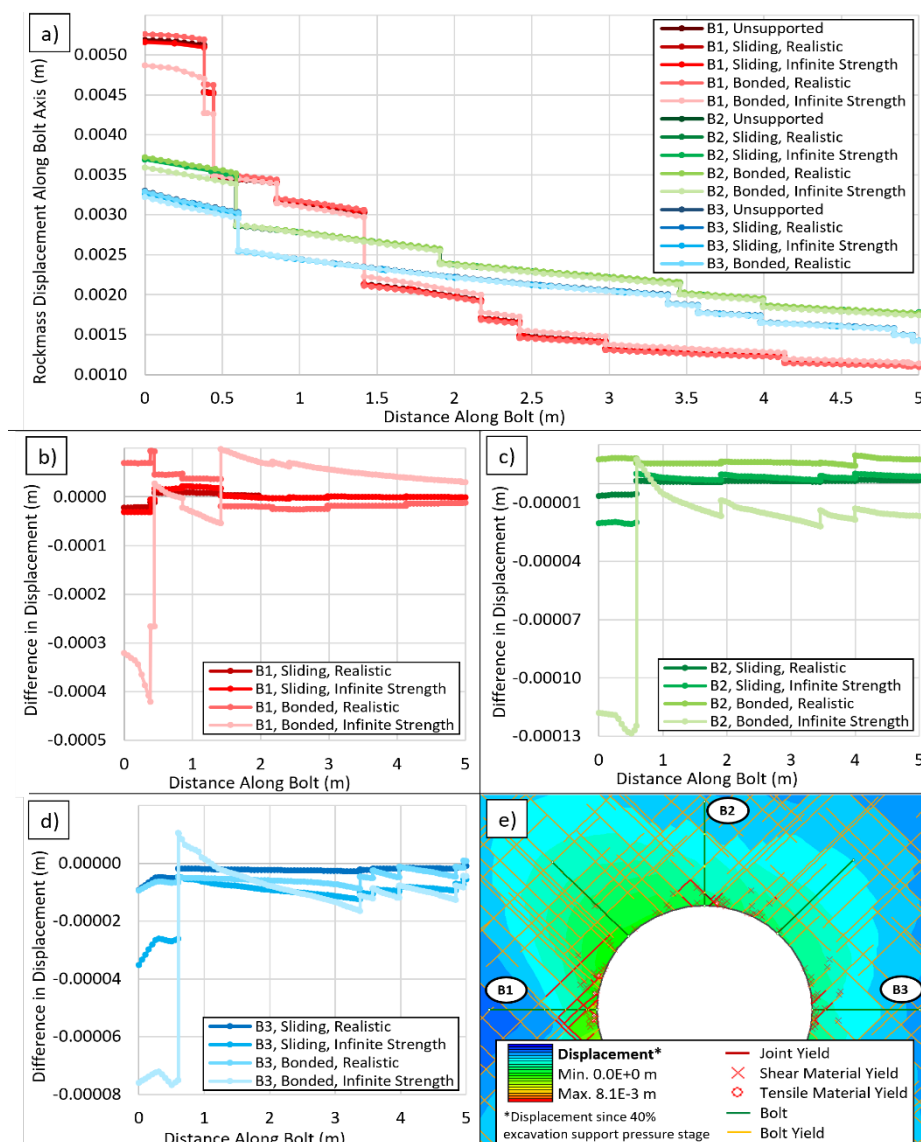 a)
Rockmass Displacement Along Bolt Axis (m)
0.0050
0.0045
0.0040
0.0035
0.0030
0.0025
0.0020
0.0015
0.0010
B1, Unsupported
B1, Sliding, Realistic
B1, Sliding, Infinite Strength
B1, Bonded, Realistic
B1, Bonded, Infinite Strength
B2, Unsupported
B2, Sliding, Realistic
B2, Sliding, Infinite Strength
B2, Bonded, Realistic
B2, Bonded, Infinite Strength
B3, Unsupported
B3, Sliding, Realistic
B3, Sliding, Infinite Strength
B3, Bonded, Realistic
0 0.5 1 1.5 2 2.5 3 3.5 4 4.5 5
Distance Along Bolt (m)
b)
Difference in Displacement (m)
0.0000
-0.0001
-0.0002
-0.0003
-0.0004
-0.0005
B1, Sliding, Realistic
B1, Sliding, Infinite Strength
B1, Bonded, Realistic
B1, Bonded, Infinite Strength
0 1 2 3 4 5
Distance Along Bolt (m)
c)
Difference in Displacement (m)
-0.00001
-0.00004
-0.00007
-0.00010
-0.00013
B2, Sliding, Realistic
B2, Sliding, Infinite Strength
B2, Bonded, Realistic
B2, Bonded, Infinite Strength
0 1 2 3 4 5
Distance Along Bolt (m)
d)
Difference in Displacement (m)
0.00000
-0.00002
-0.00004
-0.00006
-0.00008
B3, Sliding, Realistic
B3, Sliding, Infinite Strength
B3, Bonded, Realistic
B3, Bonded, Infinite Strength
0 1 2 3 4 5
Distance Along Bolt (m)
e)
B2
B1
B3
Displacement*
Min. 0.0E+0 m
Max. 8.1E-3 m
*Displacement since 40%
excavation support pressure stage
Joint Yield
Shear Material Yield
Tensile Material Yield
Bolt
Bolt Yield